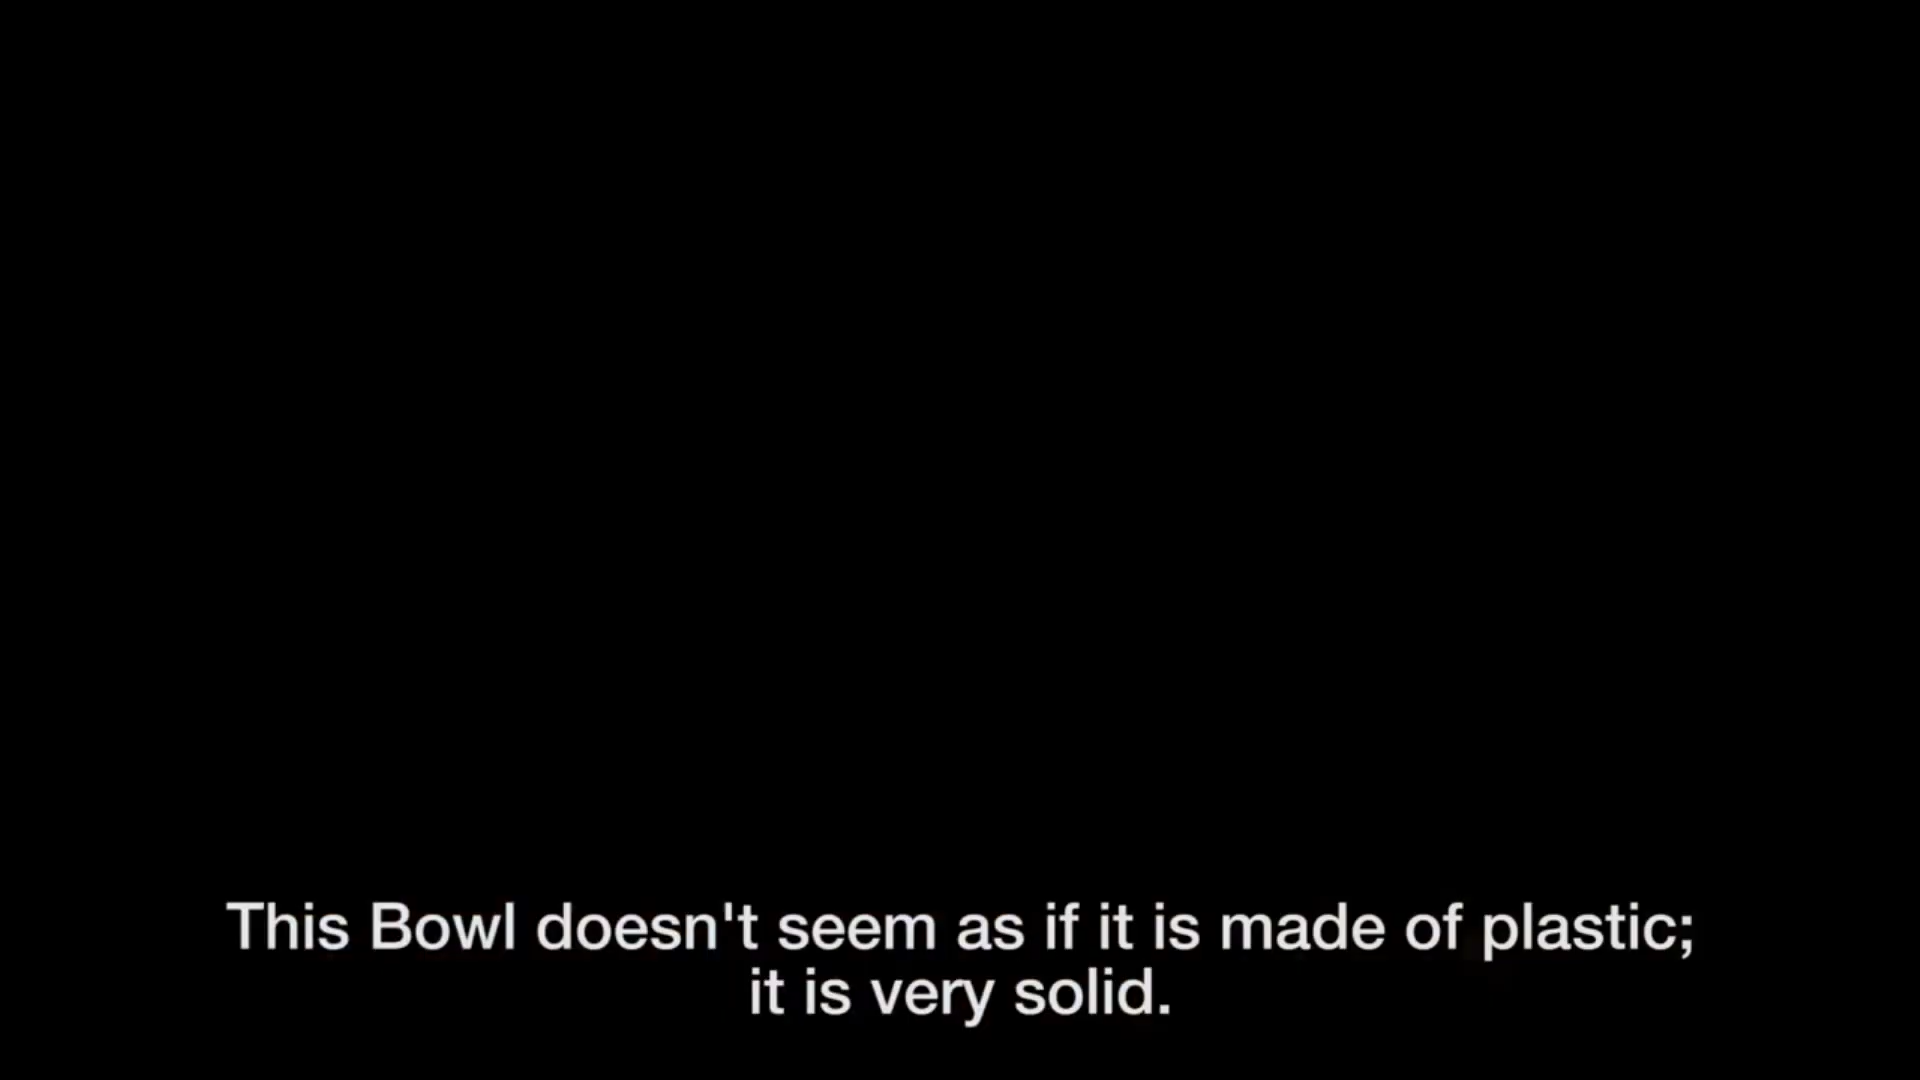 This Bowl doesn't seem as if it is made of plastic;
it is very solid.